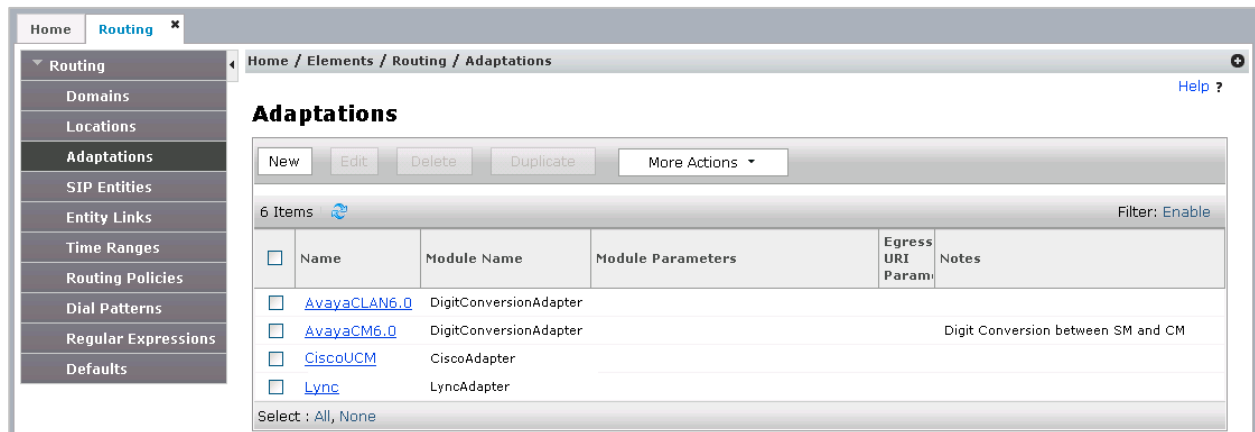 Home Routing ×
Routing
Domains
Locations
Adaptations
SIP Entities
Entity Links
Time Ranges
Routing Policies
Dial Patterns
Regular Expressions
Defaults
Home / Elements / Routing / Adaptations
Help ?
Adaptations
New Edit Delete Duplicate More Actions
6 Items Filter: Enable
Name Module Name Module Parameters Egress URI Param Notes
AvayaCLAN6.0 DigitConversionAdapter
AvayaCM6.0 DigitConversionAdapter Digit Conversion between SM and CM
CiscoUCM CiscoAdapter
Lync LyncAdapter
Select : All, None